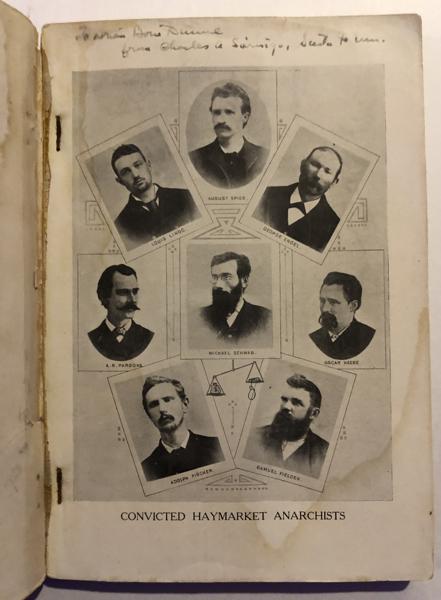 from Charles
AUGUST SPIES
LOUIS LINGG
GEORGE ENGEL
A. R. PARSONS
MICHAEL SCHWAB.
OSCAR NEEBE
ADOLPH FISCHER.
SAMUEL FIELDEN.
CONVICTED HAYMARKET ANARCHISTS